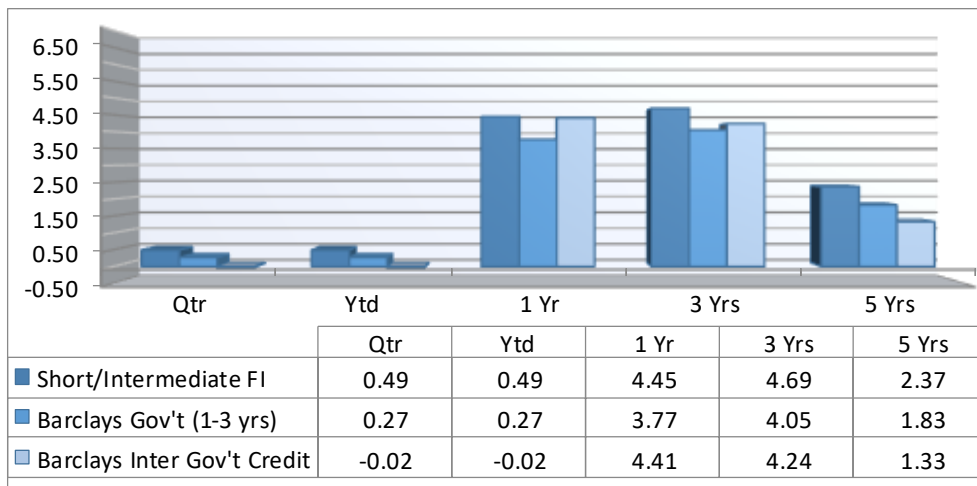 6.50
5.50
4.50
3.50
2.50
1.50
0.50
-0.50
Qtr Ytd 1 Yr 3 Yrs 5 Yrs
Qtr Ytd 1 Yr 3 Yrs 5 Yrs
Short/Intermediate FI 0.49 0.49 4.45 4.69 2.37
Barclays Gov't (1-3 yrs) 0.27 0.27 3.77 4.05 1.83
Barclays Inter Gov't Credit -0.02 -0.02 4.41 4.24 1.33